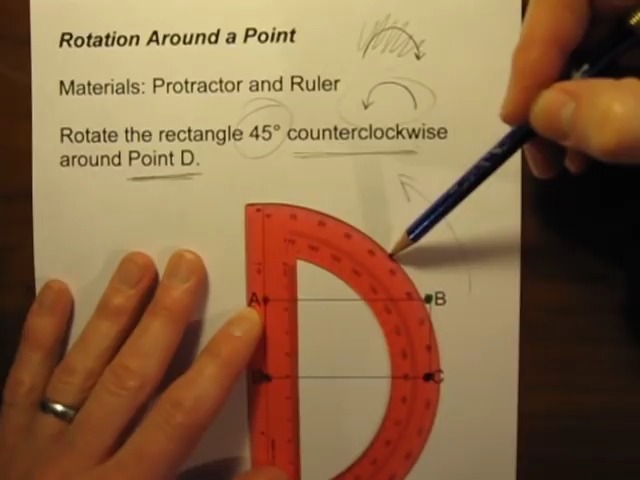 Rotation Around a Point
Materials: Protractor and Ruler
Rotate the rectangle 45° counterclockwise
around Point D.
A
B
C